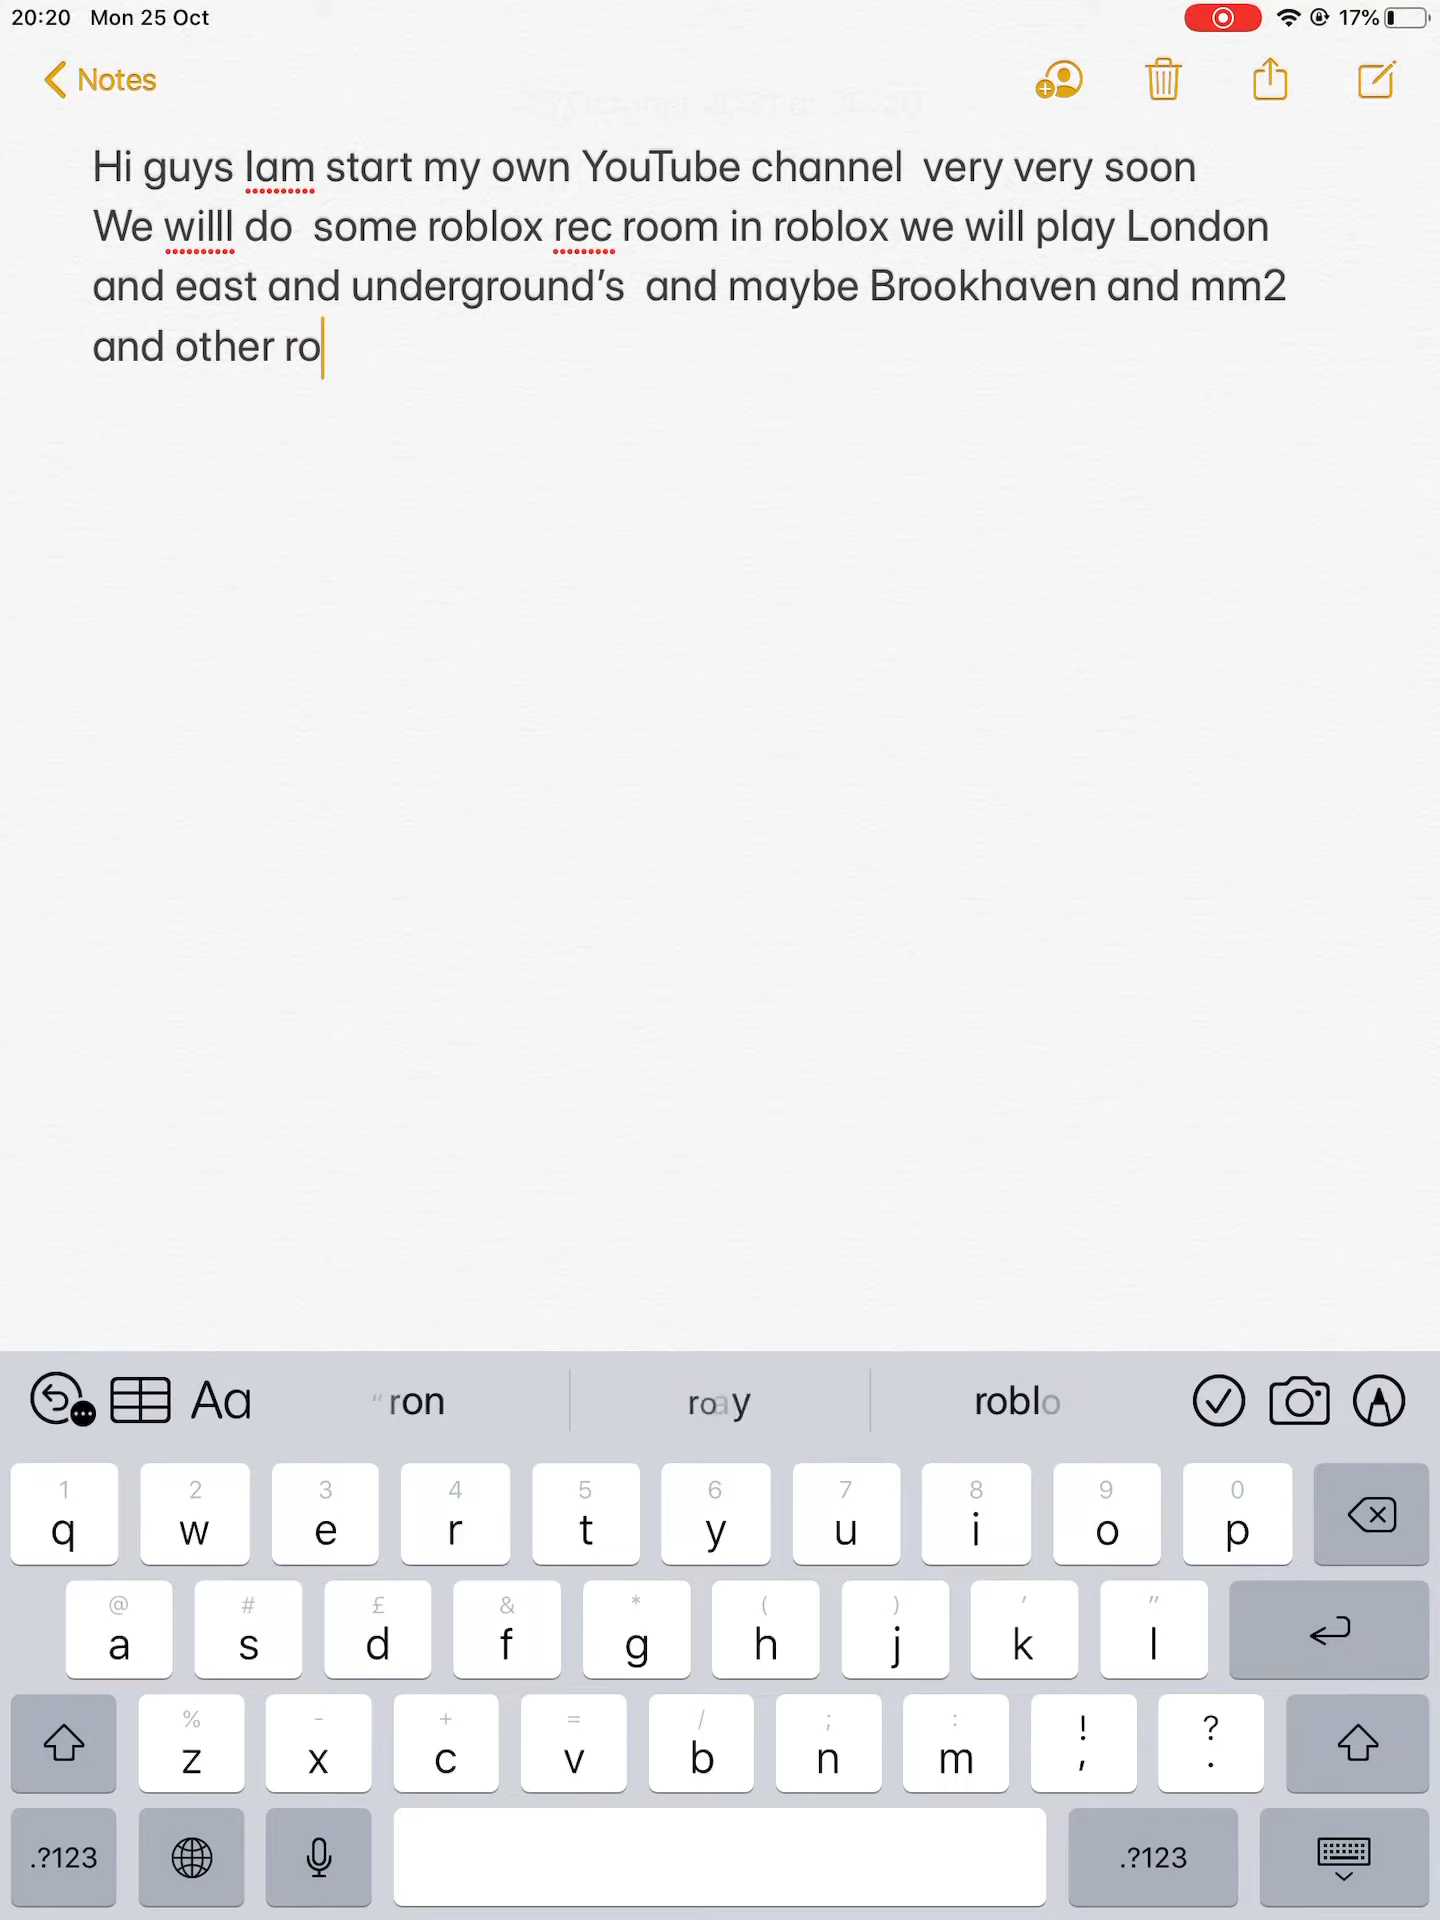 20:20 Mon 25 Oct 17%
Notes
Hi guys Iam start my own YouTube channel  very very soon
We willl do  some roblox rec room in roblox we will play London
and east and underground’s  and maybe Brookhaven and mm2
and other ro
Aa “ron roblo
1 2 3 4 5 6 7 8 9 0
q w e r t y u i o p
@ # £ & * ( ) ' "
a s d f g h j k l
% - + = / ; : ! ?
z x c v b n m , .
.?123 .?123